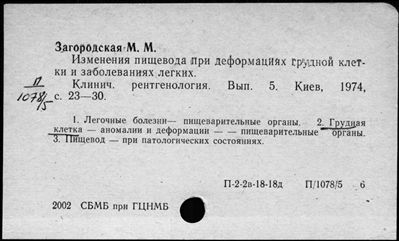 Загородская М. М.
Изменения пищевода при деформациях грудной клет-
ки и заболеваниях легких.
Клинич. рентгенология. Вып. 5. Киев, 1974,
с. 23—30.
П
1078/5
1. Легочные болезни— пищеварительные органы. 2. Грудная
клетка — аномалии и деформации — — пищеварительные органы.
3. Пищевод — при патологических состояниях.
П-2-2в-18-18д П/1078/5 6
2002 СБМБ при ГЦНМБ